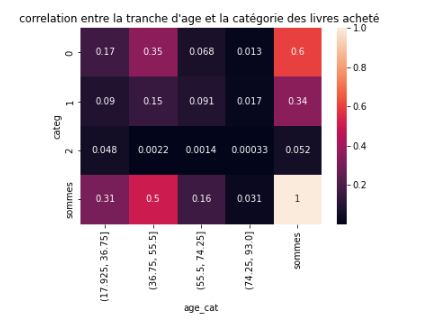 correlation entre la tranche d'age et la catégorie des livres acheté
0 0.17 0.35 0.068 0.013 0.6
1 0.09 0.15 0.091 0.017 0.34
2 0.048 0.0022 0.0014 0.00033 0.052
sommes 0.31 0.5 0.16 0.031 1
categ
(17.925, 36.75]
(36.75, 55.5]
(55.5, 74.25]
(74.25, 93.0]
sommes
age_cat
1.0
0.8
0.6
0.4
0.2